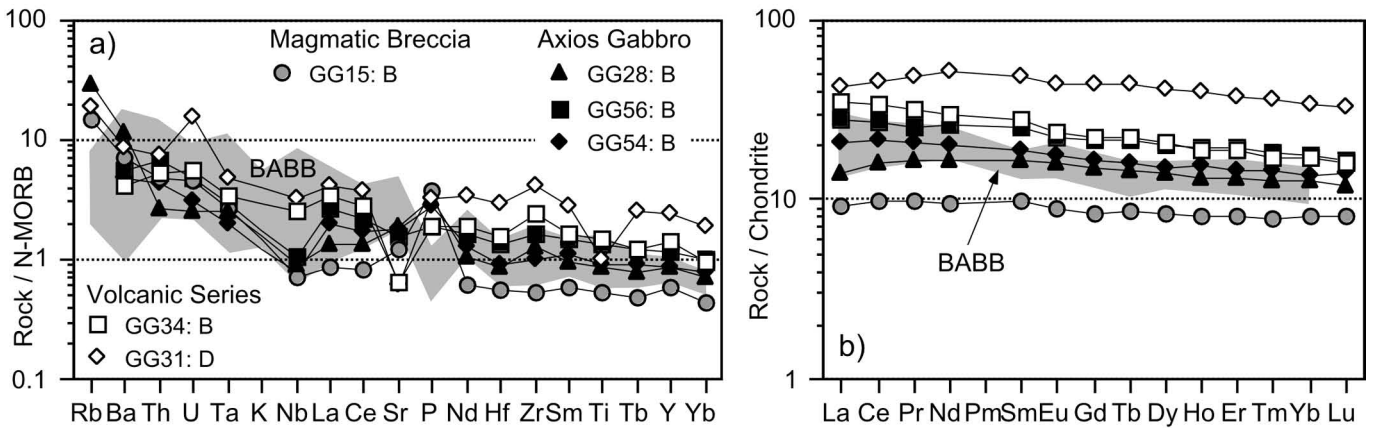 a)
Magmatic Breccia
GG15: B
Axios Gabbro
GG28: B
GG56: B
GG54: B
BABB
Volcanic Series
GG34: B
GG31: D
Rock / N-MORB
100
10
1
0.1
Rb Ba Th U Ta K Nb La Ce Sr P Nd Hf Zr Sm Ti Tb Y Yb
Rock / Chondrite
100
10
1
BABB
b)
La Ce Pr Nd Pm Sm Eu Gd Tb Dy Ho Er Tm Yb Lu